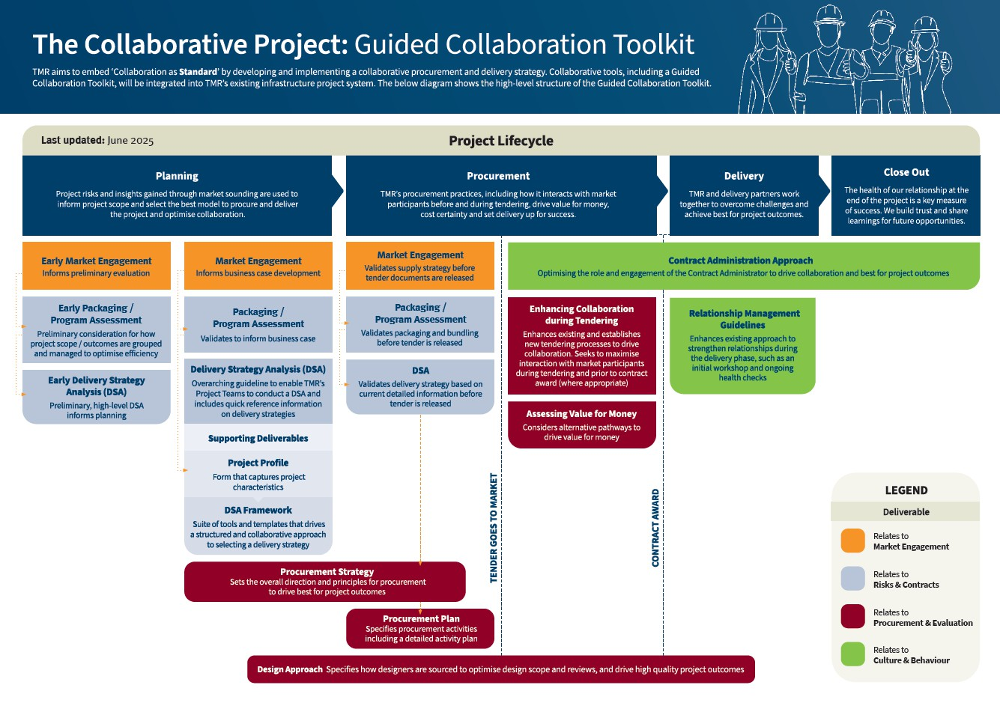 The Collaborative Project: Guided Collaboration Toolkit
TMR aims to embed ‘Collaboration as Standard’ by developing and implementing a collaborative procurement and delivery strategy. Collaborative tools, including a Guided
Collaboration Toolkit, will be integrated into TMR’s existing infrastructure project system. The below diagram shows the high-level structure of the Guided Collaboration Toolkit.
Last updated: June 2025
Project Lifecycle
Planning
Project risks and insights gained through market sounding are used to
inform project scope and select the best model to procure and deliver
the project and optimise collaboration.
Procurement
TMR’s procurement practices, including how it interacts with market
participants before and during tendering, drive value for money,
cost certainty and set delivery up for success.
Delivery
TMR and delivery partners work
together to overcome challenges and
achieve best for project outcomes.
Close Out
The health of our relationship at the
end of the project is a key measure
of success. We build trust and share
learnings for future opportunities.
Early Market Engagement
Informs preliminary evaluation
Early Packaging /
Program Assessment
Preliminary consideration for how
project scope / outcomes are grouped
and managed to optimise efficiency
Early Delivery Strategy
Analysis (DSA)
Preliminary, high-level DSA
informs planning
Market Engagement
Informs business case development
Packaging /
Program Assessment
Validates to inform business case
Delivery Strategy Analysis (DSA)
Overarching guideline to enable TMR’s
Project Teams to conduct a DSA and
includes quick reference information
on delivery strategies
Supporting Deliverables
Project Profile
Form that captures project
characteristics
DSA Framework
Suite of tools and templates that drives
a structured and collaborative approach
to selecting a delivery strategy
Market Engagement
Validates supply strategy before
tender documents are released
Packaging /
Program Assessment
Validates packaging and bundling
before tender is released
DSA
Validates delivery strategy based on
current detailed information before
tender is released
Procurement Strategy
Sets the overall direction and principles for procurement
to drive best for project outcomes
Procurement Plan
Specifies procurement activities
including a detailed activity plan
Design Approach Specifies how designers are sourced to optimise design scope and reviews, and drive high quality project outcomes
TENDER GOES TO MARKET
Contract Administration Approach
Optimising the role and engagement of the Contract Administrator to drive collaboration and best for project outcomes
Enhancing Collaboration
during Tendering
Enhances existing and establishes
new tendering processes to drive
collaboration. Seeks to maximise
interaction with market participants
during tendering and prior to contract
award (where appropriate)
Assessing Value for Money
Considers alternative pathways to
drive value for money
CONTRACT AWARD
Relationship Management
Guidelines
Enhances existing approach to
strengthen relationships during
the delivery phase, such as an
initial workshop and ongoing
health checks
LEGEND
Deliverable
Relates to
Market Engagement
Relates to
Risks & Contracts
Relates to
Procurement & Evaluation
Relates to
Culture & Behaviour